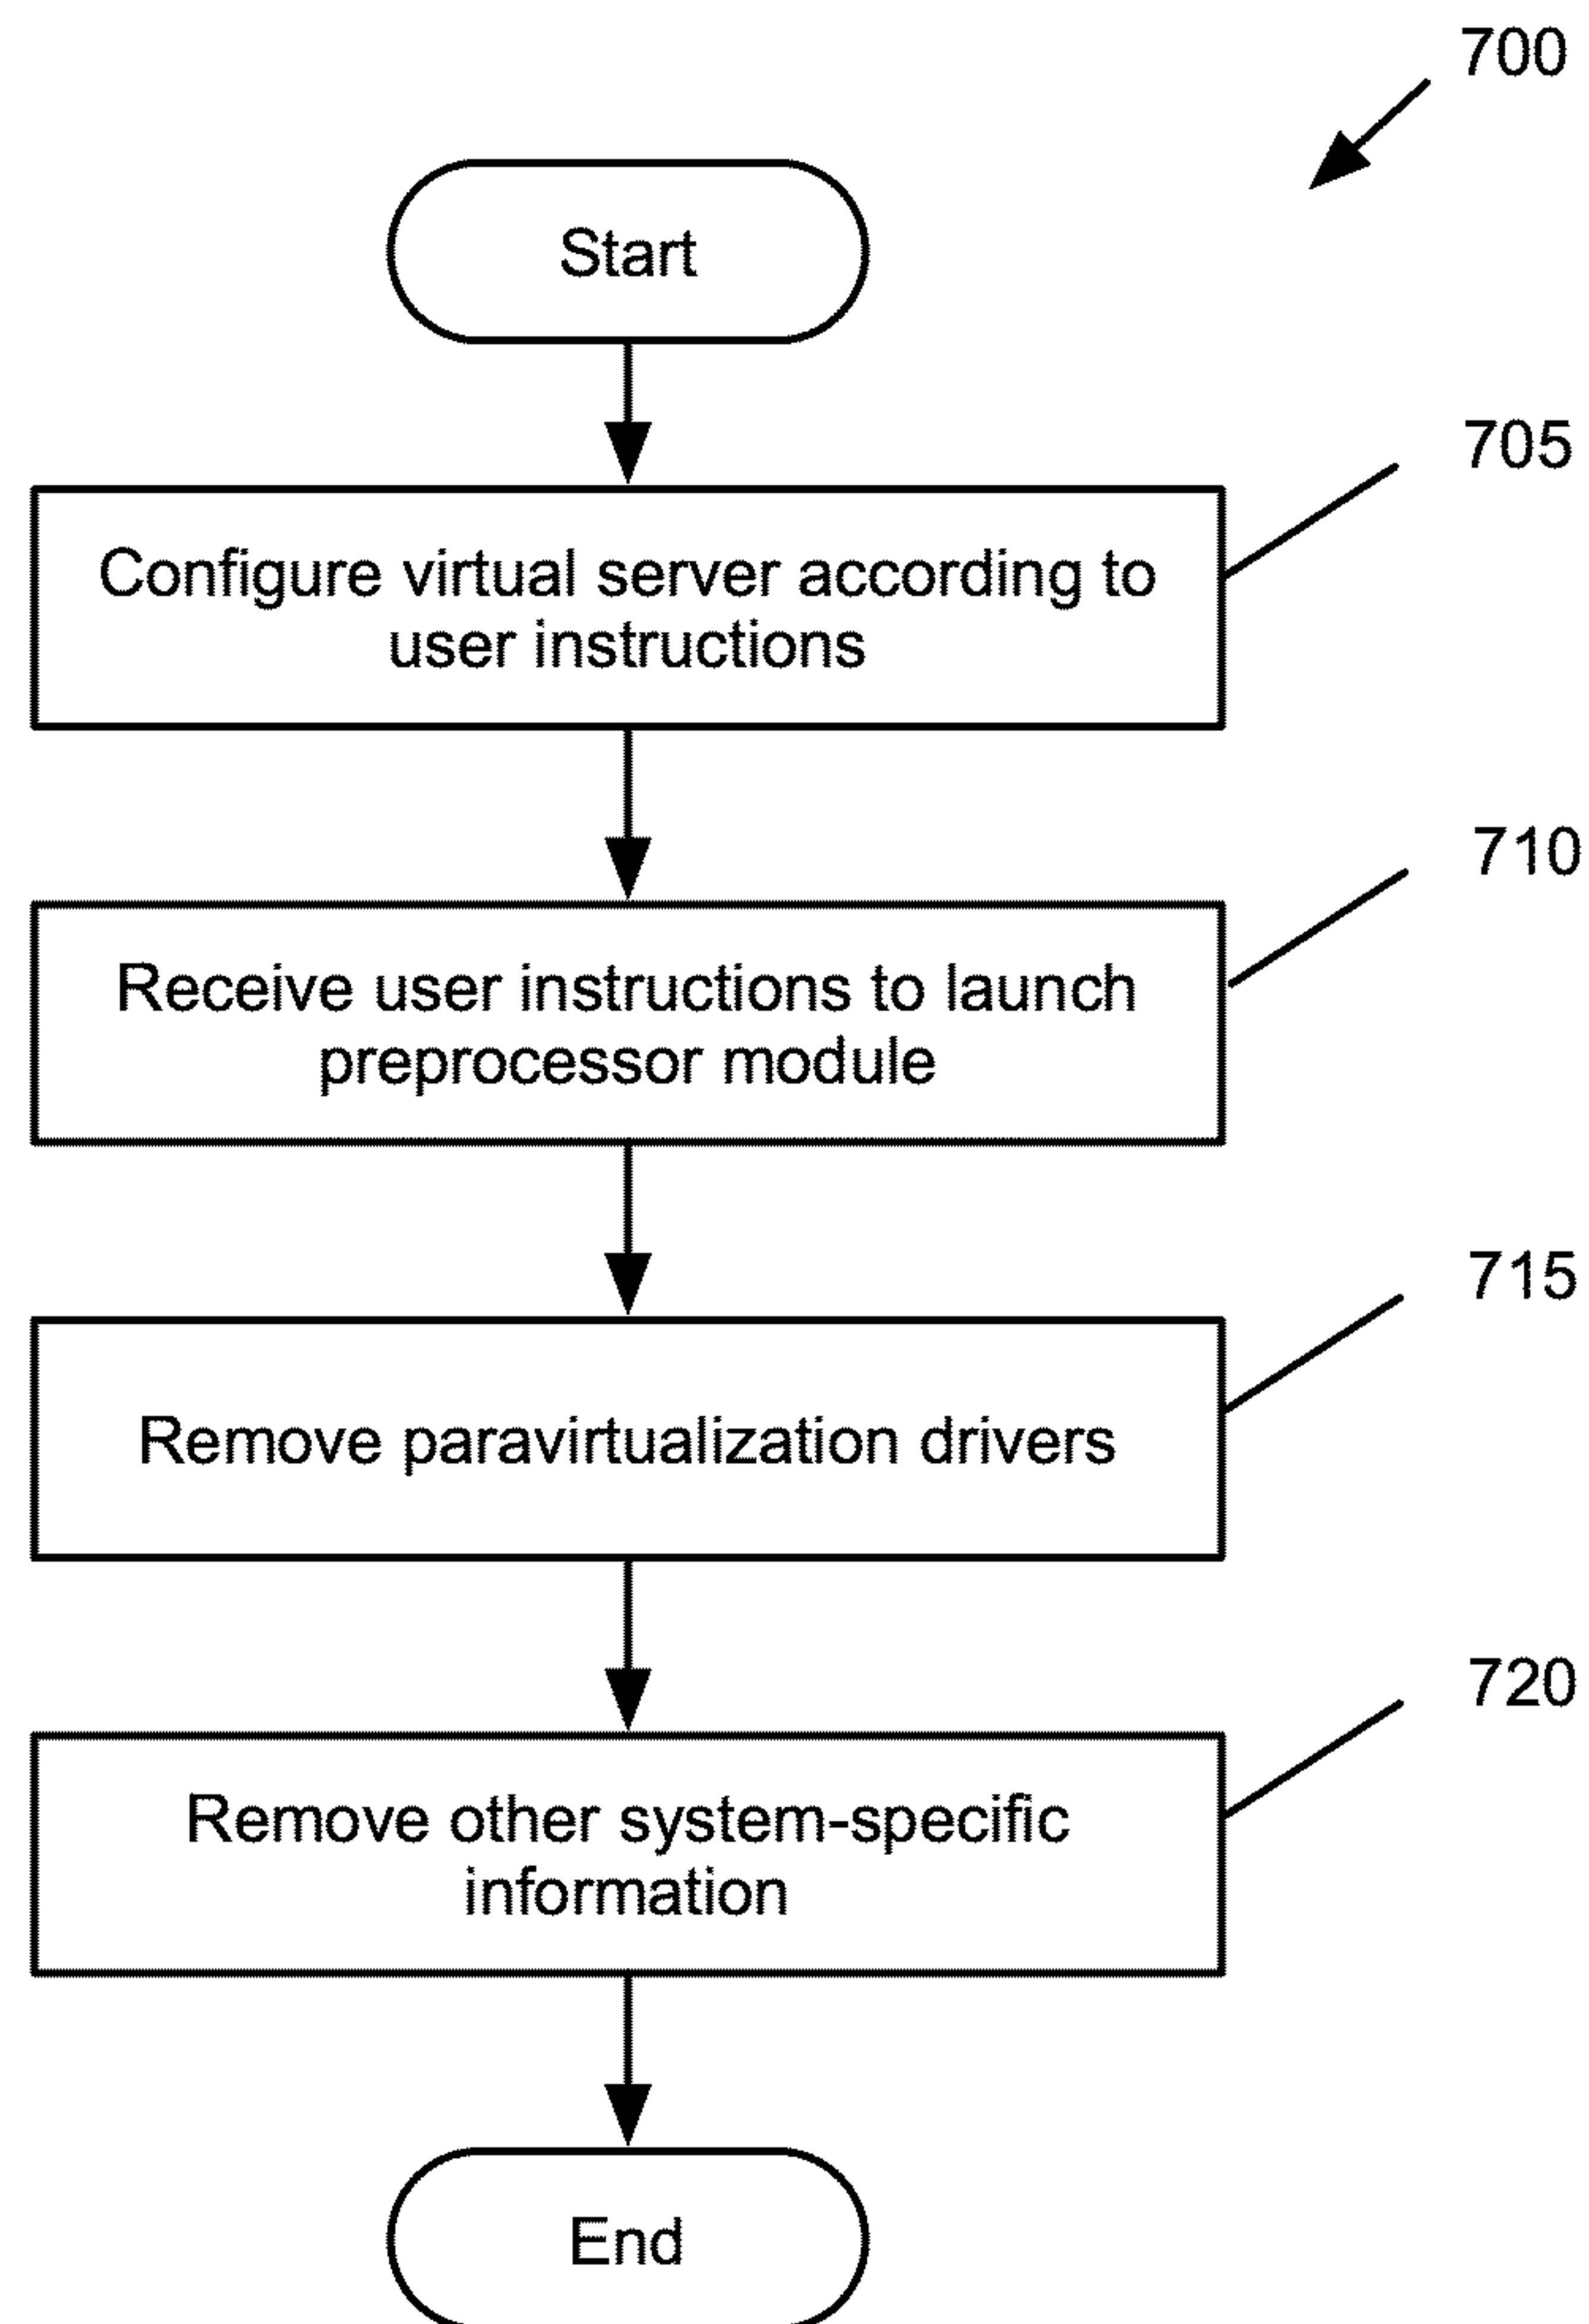 700
Start
705
Configure virtual server according to
user instructions
710
Receive user instructions to launch
preprocessor module
715
Remove paravirtualization drivers
720
Remove other system-specific
information
End